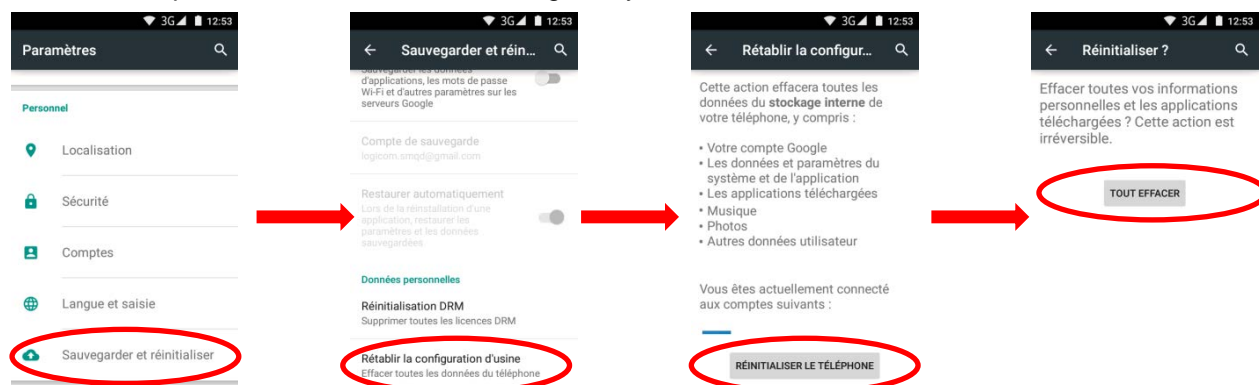 3G 12:53
Paramètres
Personnel
Localisation
Sécurité
Comptes
Langue et saisie
Sauvegarder et réinitialiser
3G 12:53
Sauvegarder et réin...
Sauvegarder les données
d'applications, les mots de passe
Wi-Fi et d'autres paramètres sur les
serveurs Google
Compte de sauvegarde
logicom.smqd@gmail.com
Restaurer automatiquement
Lors de la réinstallation d'une
application, restaurer les
paramètres et les données
sauvegardées
Données personnelles
Réinitialisation DRM
Supprimer toutes les licences DRM
Rétablir la configuration d'usine
Effacer toutes les données du téléphone
3G 12:53
Rétablir la configur...
Cette action effacera toutes les
données du stockage interne de
votre téléphone, y compris :
• Votre compte Google
• Les données et paramètres du
système et de l'application
• Les applications téléchargées
• Musique
• Photos
• Autres données utilisateur
Vous êtes actuellement connecté
aux comptes suivants :
RÉINITIALISER LE TÉLÉPHONE
3G 12:53
Réinitialiser ?
Effacer toutes vos informations
personnelles et les applications
téléchargées ? Cette action est
irréversible.
TOUT EFFACER